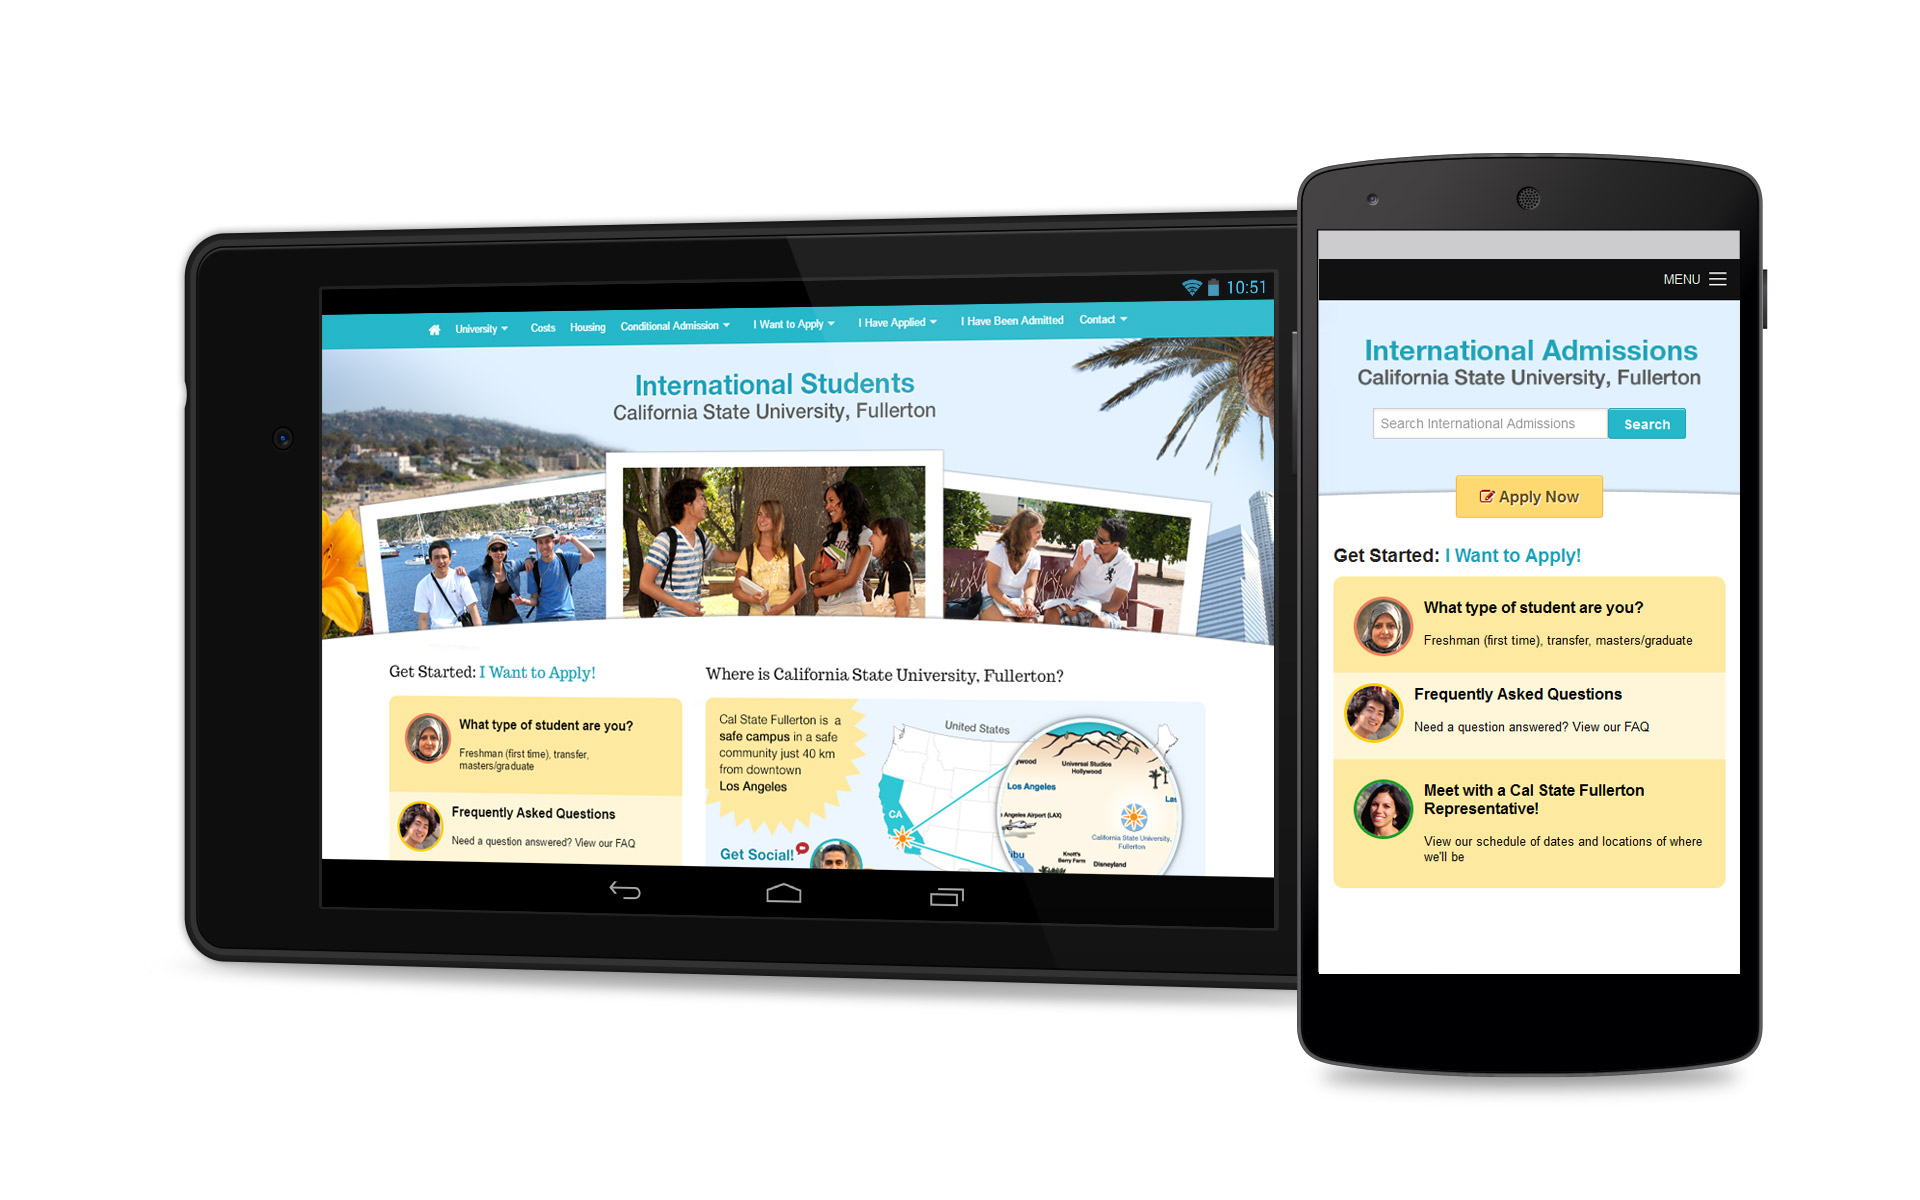 10:51
University
Costs
Housing
Conditional Admission
I Want to Apply
I Have Applied
I Have Been Admitted
Contact
International Students
California State University, Fullerton
Get Started: I Want to Apply!
What type of student are you?
Freshman (first time), transfer,
masters/graduate
Frequently Asked Questions
Need a question answered? View our FAQ
Where is California State University, Fullerton?
Cal State Fullerton is a
safe campus in a safe
community just 40 km
from downtown
Los Angeles
Get Social!
United States
CA
Universal Studios
Hollywood
Los Angeles
Angeles Airport (LAX)
California State University,
Fullerton
Knott's
Berry Farm
Disneyland
MENU
International Admissions
California State University, Fullerton
Search International Admissions
Search
Apply Now
Get Started: I Want to Apply!
What type of student are you?
Freshman (first time), transfer, masters/graduate
Frequently Asked Questions
Need a question answered? View our FAQ
Meet with a Cal State Fullerton
Representative!
View our schedule of dates and locations of where
we'll be